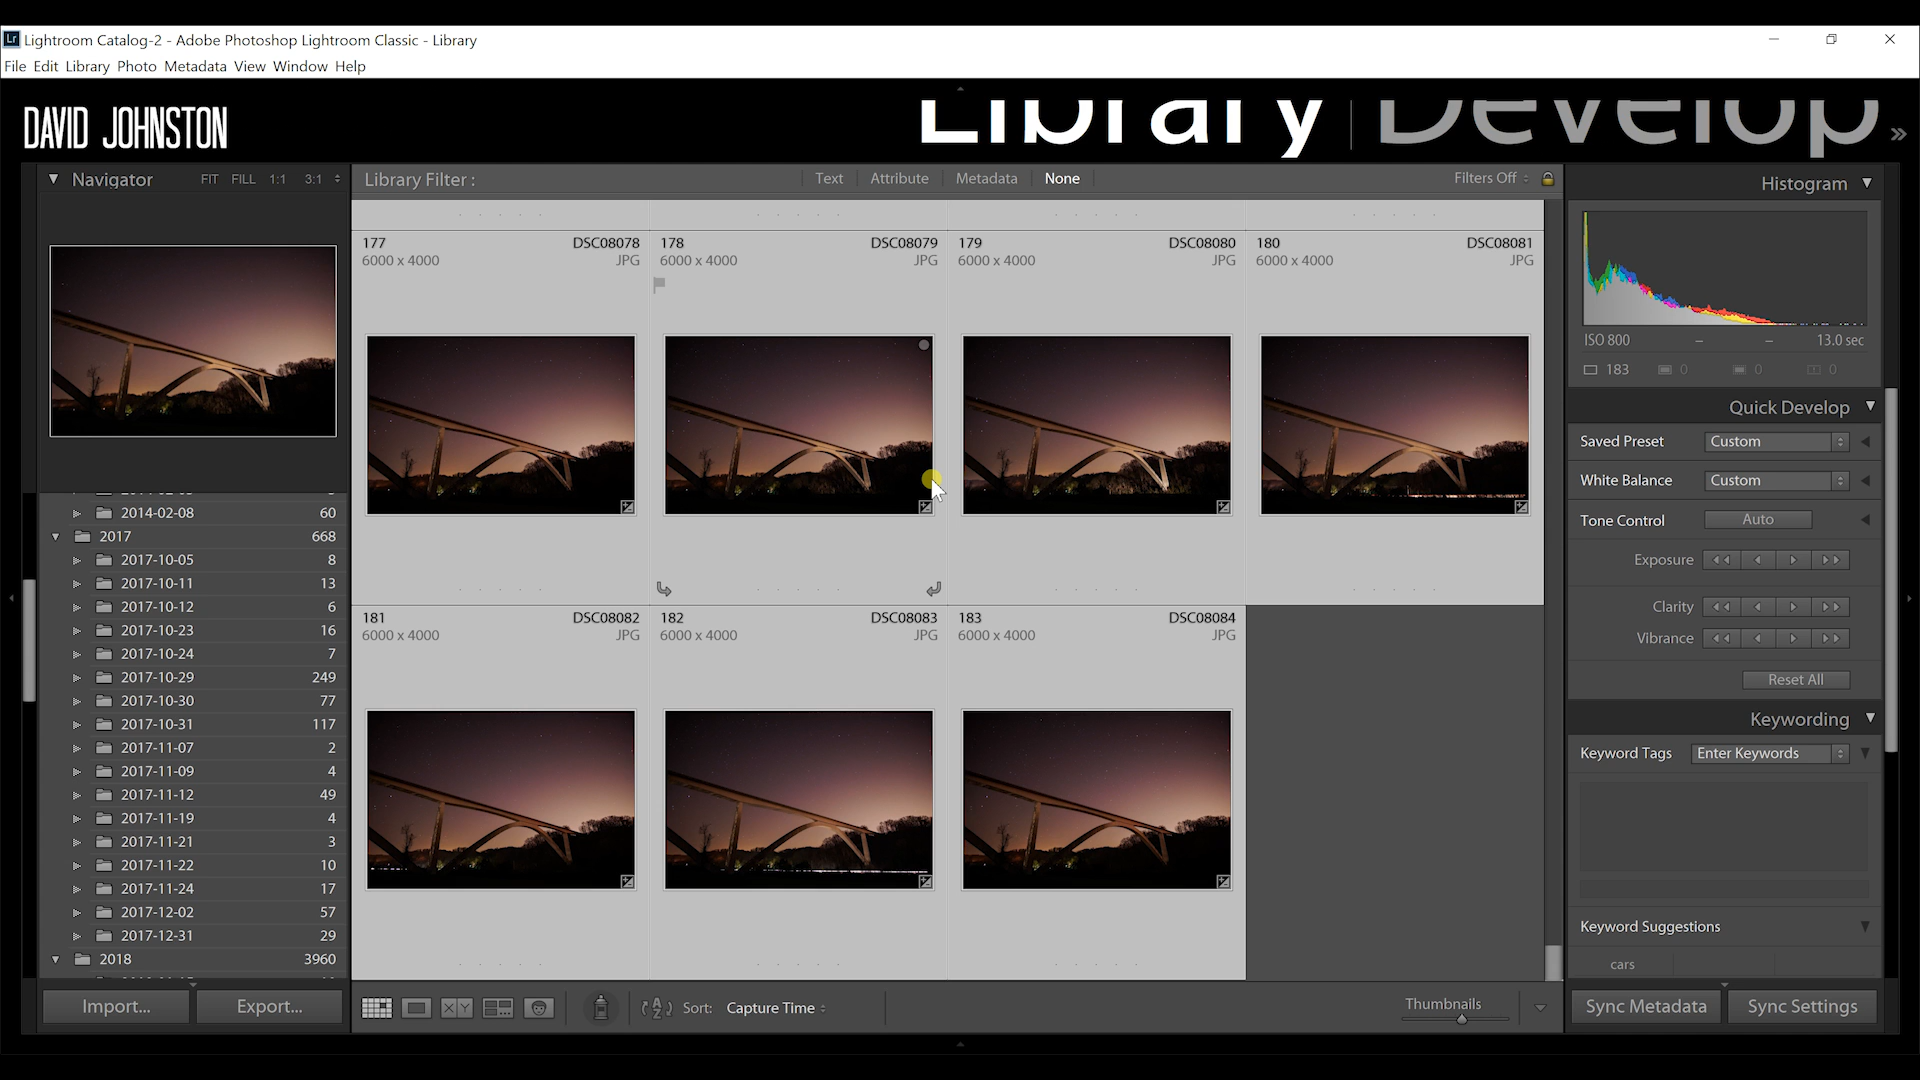 Lr Lightroom Catalog-2 - Adobe Photoshop Lightroom Classic - Library
File Edit Library Photo Metadata View Window Help
DAVID JOHNSTON
Library | Develop
Navigator FIT FILL 1:1 3:1
Library Filter : Text Attribute Metadata None Filters Off
Histogram
177 DSC08078
6000 x 4000 JPG
178 DSC08079
6000 x 4000 JPG
179 DSC08080
6000 x 4000 JPG
180 DSC08081
6000 x 4000 JPG
181 DSC08082
6000 x 4000 JPG
182 DSC08083
6000 x 4000 JPG
183 DSC08084
6000 x 4000 JPG
2014-02-08 60
2017 668
2017-10-05 8
2017-10-11 13
2017-10-12 6
2017-10-23 16
2017-10-24 7
2017-10-29 249
2017-10-30 77
2017-10-31 117
2017-11-07 2
2017-11-09 4
2017-11-12 49
2017-11-19 4
2017-11-21 3
2017-11-22 10
2017-11-24 17
2017-12-02 57
2017-12-31 29
2018 3960
Import... Export...
Sort: Capture Time
Thumbnails
ISO 800 – – 13.0 sec
183 0 0 0
Quick Develop
Saved Preset Custom
White Balance Custom
Tone Control Auto
Exposure
Clarity
Vibrance
Reset All
Keywording
Keyword Tags Enter Keywords
Keyword Suggestions
cars
Sync Metadata Sync Settings